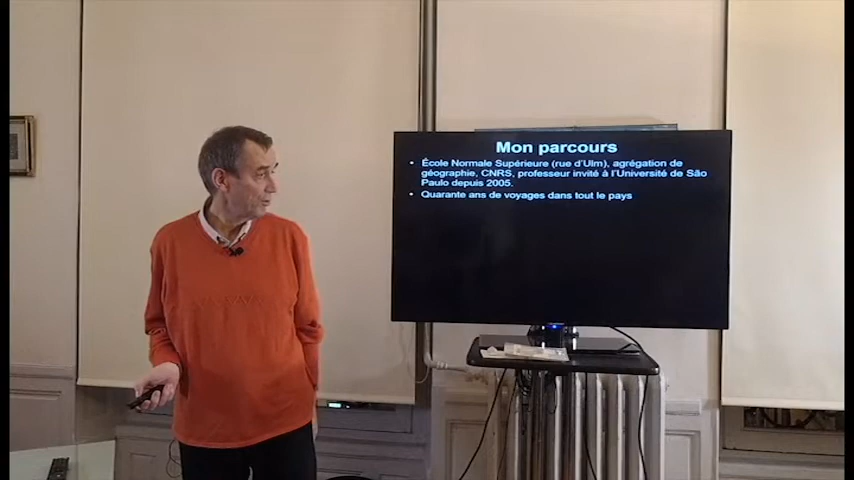 Mon parcours
• École Normale Supérieure (rue d'Ulm), agrégation de
géographie, CNRS, professeur invité à l'Université de São
Paulo depuis 2005.
• Quarante ans de voyages dans tout le pays